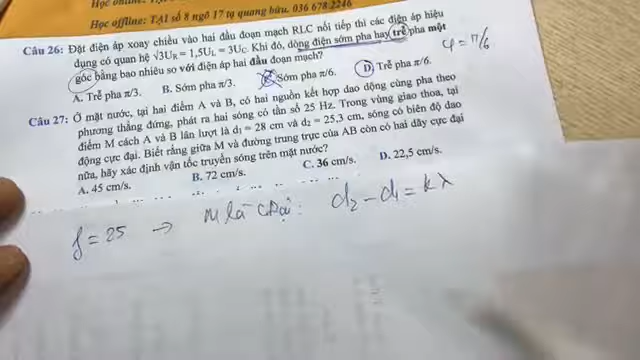 Học offline: TẠI số 8 ngõ 17 tạ quang bửu. 036 678 2246
Câu 26: Đặt điện áp xoay chiều vào hai đầu đoạn mạch RLC nối tiếp thì các điện áp hiệu
dụng có quan hệ √3U_R = 1,5U_L = 3U_C. Khi đó, dòng điện sớm pha hay trễ pha một
góc bằng bao nhiêu so với điện áp hai đầu đoạn mạch?
φ = π/6
A. Trễ pha π/3. B. Sớm pha π/3. C. Sớm pha π/6. D. Trễ pha π/6.
Câu 27: Ở mặt nước, tại hai điểm A và B, có hai nguồn kết hợp dao động cùng pha theo
phương thẳng đứng, phát ra hai sóng có tần số 25 Hz. Trong vùng giao thoa, tại
điểm M cách A và B lần lượt là d₁ = 28 cm và d₂ = 25,3 cm, sóng có biên độ dao
động cực đại. Biết rằng giữa M và đường trung trực của AB còn có hai dãy cực đại
nữa, hãy xác định vận tốc truyền sóng trên mặt nước?
A. 45 cm/s. B. 72 cm/s. C. 36 cm/s. D. 22,5 cm/s.
f = 25 → M là CĐại: d₂ - d₁ = kλ